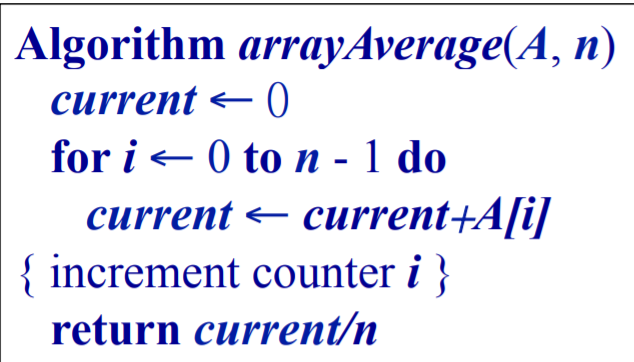 Algorithm arrayAverage(A, n)
current ← 0
for i ← 0 to n - 1 do
current ← current+A[i]
{ increment counter i }
return current/n